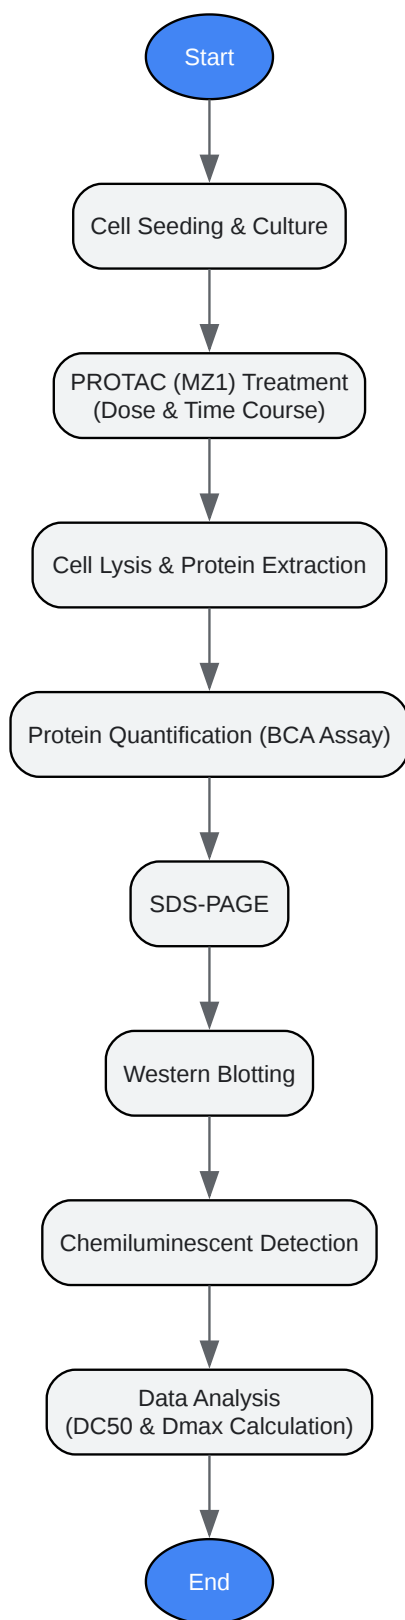 Start
Cell Seeding & Culture
PROTAC (MZ1) Treatment
(Dose & Time Course)
Cell Lysis & Protein Extraction
Protein Quantification (BCA Assay)
SDS-PAGE
Western Blotting
Chemiluminescent Detection
Data Analysis
(DC50 & Dmax Calculation)
End